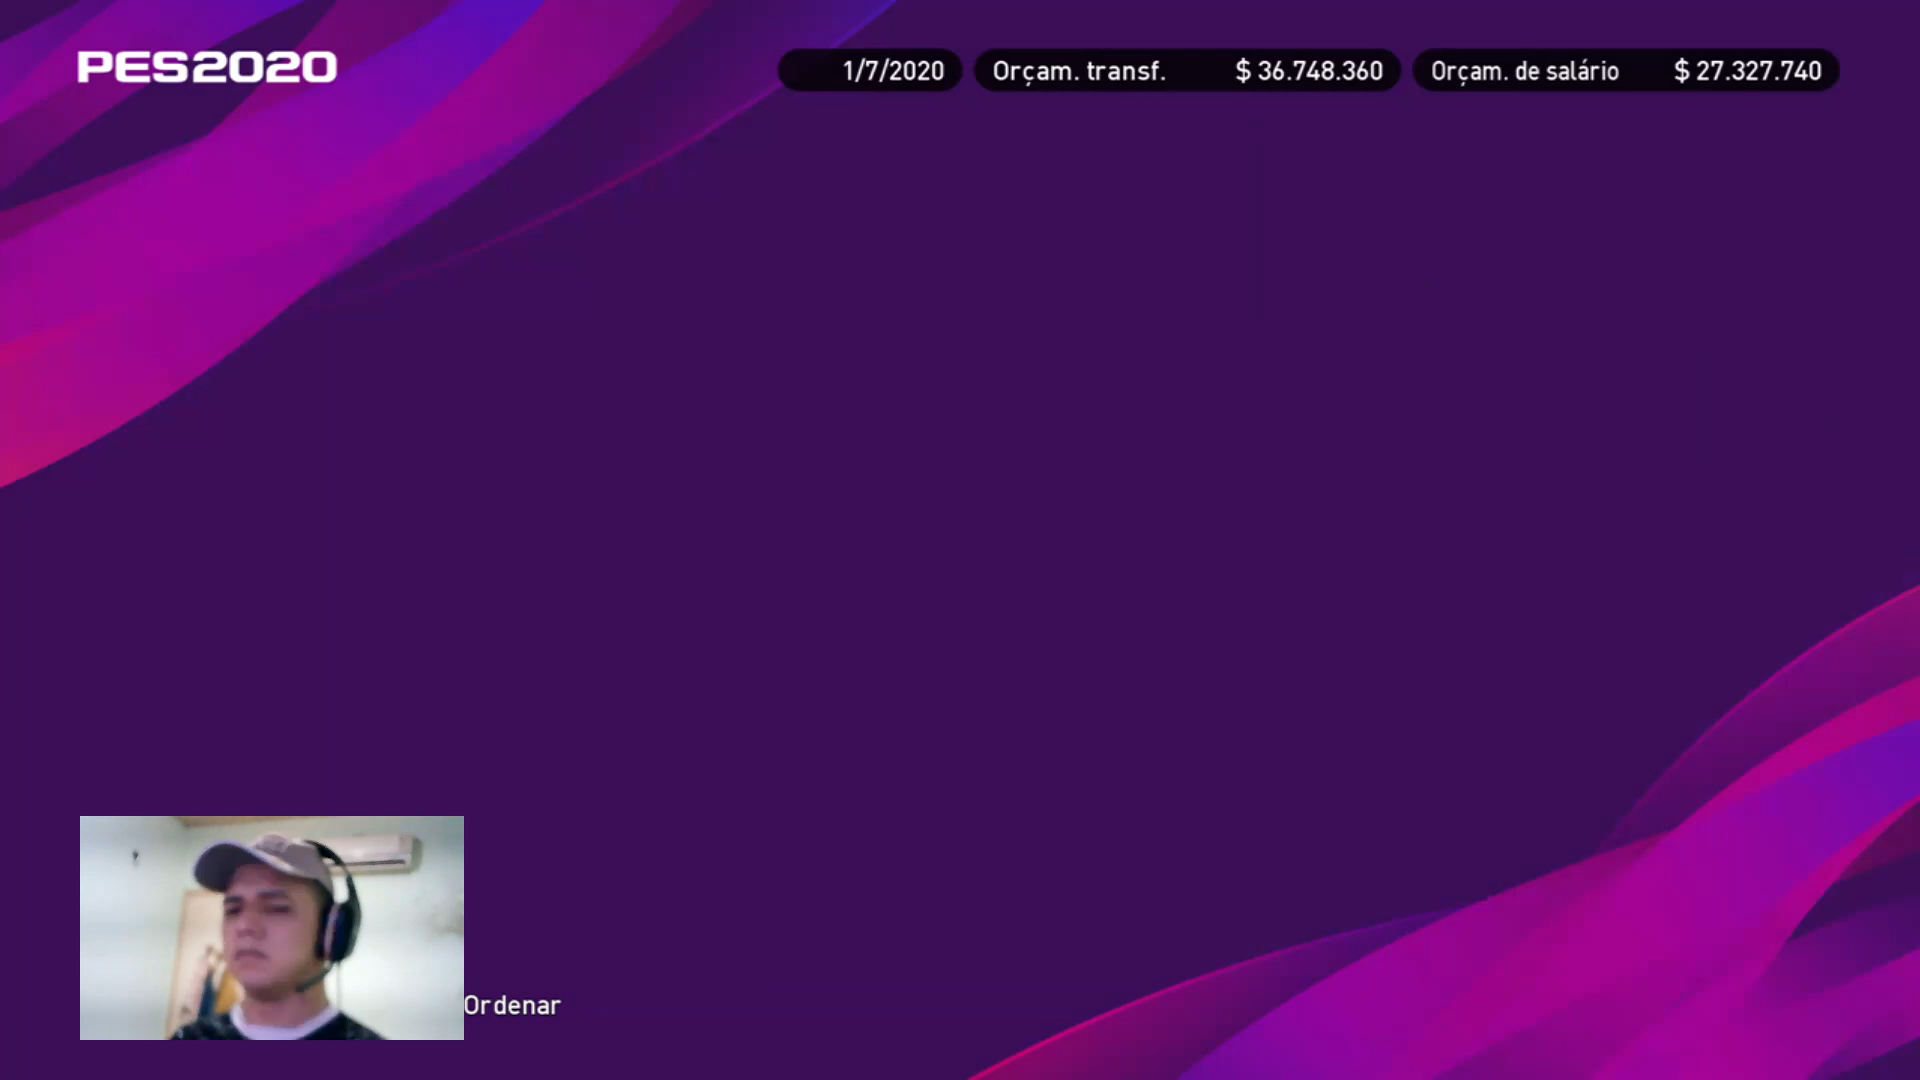 PES2020
1/7/2020
Orçam. transf. $ 36.748.360
Orçam. de salário $ 27.327.740
Ordenar